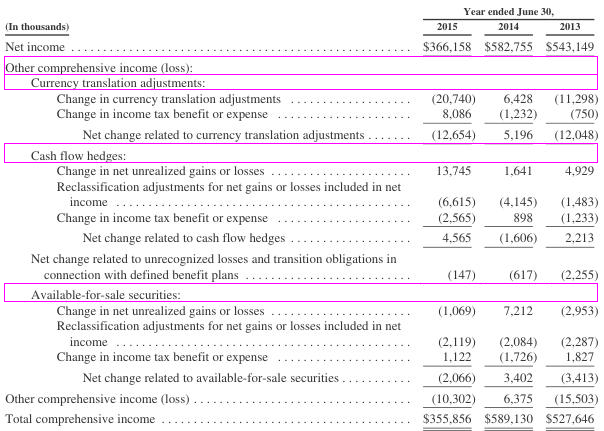 Year ended June 30,
(In thousands) 2015 2014 2013
Net income $366,158 $582,755 $543,149
Other comprehensive income (loss):
Currency translation adjustments:
Change in currency translation adjustments (20,740) 6,428 (11,298)
Change in income tax benefit or expense 8,086 (1,232) (750)
Net change related to currency translation adjustments (12,654) 5,196 (12,048)
Cash flow hedges:
Change in net unrealized gains or losses 13,745 1,641 4,929
Reclassification adjustments for net gains or losses included in net
income (6,615) (4,145) (1,483)
Change in income tax benefit or expense (2,565) 898 (1,233)
Net change related to cash flow hedges 4,565 (1,606) 2,213
Net change related to unrecognized losses and transition obligations in
connection with defined benefit plans (147) (617) (2,255)
Available-for-sale securities:
Change in net unrealized gains or losses (1,069) 7,212 (2,953)
Reclassification adjustments for net gains or losses included in net
income (2,119) (2,084) (2,287)
Change in income tax benefit or expense 1,122 (1,726) 1,827
Net change related to available-for-sale securities (2,066) 3,402 (3,413)
Other comprehensive income (loss) (10,302) 6,375 (15,503)
Total comprehensive income $355,856 $589,130 $527,646